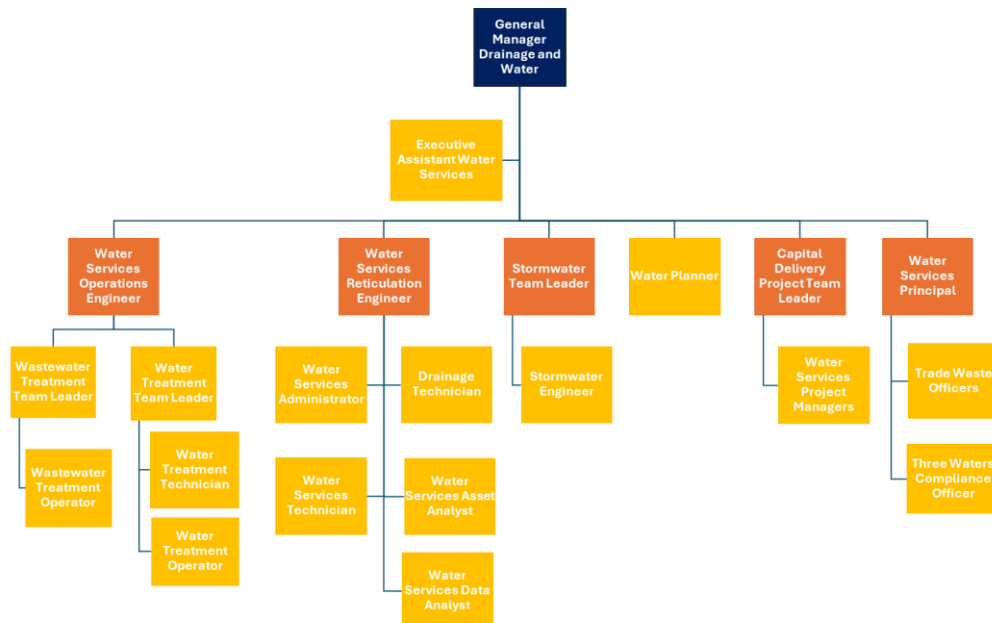 General
Manager
Drainage and
Water
Executive
Assistant Water
Services
Water
Services
Operations
Engineer
Water
Services
Reticulation
Engineer
Stormwater
Team Leader
Water Planner
Capital
Delivery
Project Team
Leader
Water
Services
Principal
Wastewater
Treatment
Team Leader
Water
Treatment
Team Leader
Water
Services
Administrator
Drainage
Technician
Stormwater
Engineer
Water
Services
Project
Managers
Trade Waste
Officers
Wastewater
Treatment
Operator
Water
Treatment
Technician
Water
Services
Technician
Water
Services Asset
Analyst
Three Waters
Compliance
Officer
Water
Treatment
Operator
Water
Services Data
Analyst